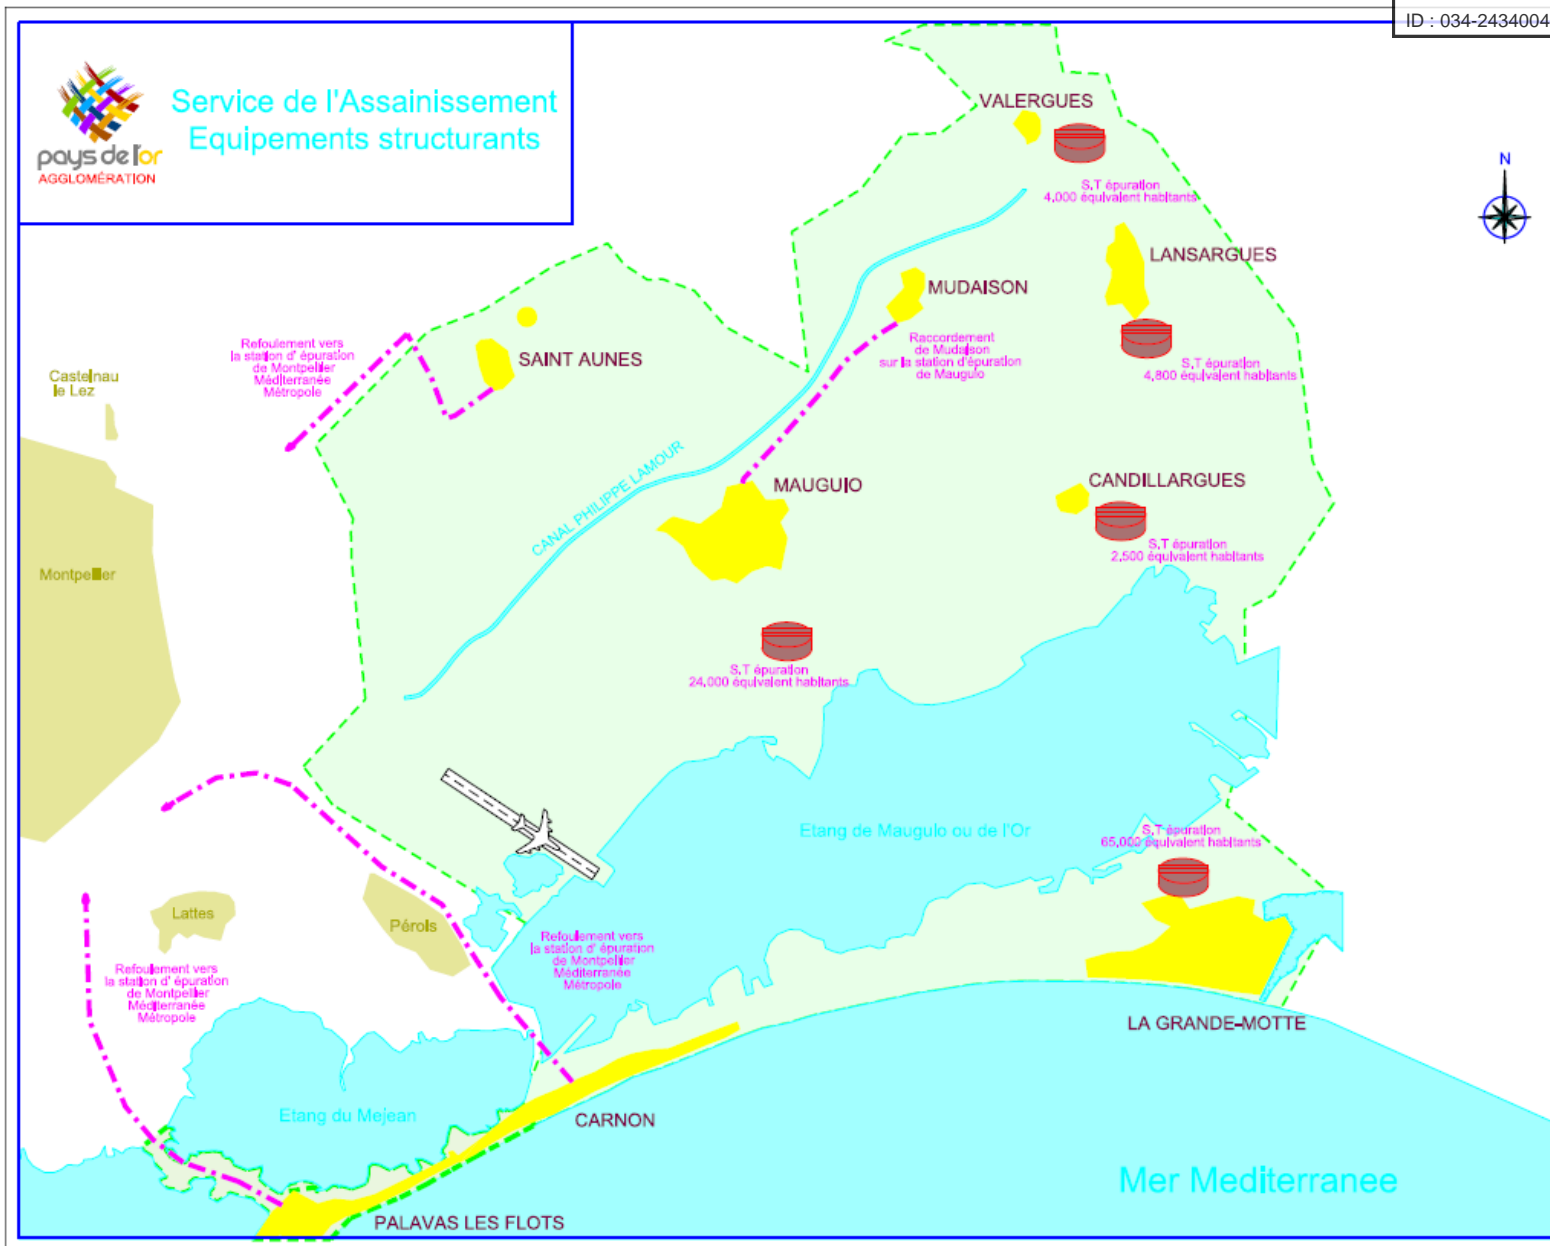 ID : 034-2434004
Service de l'Assainissement
Equipements structurants
pays de l'or
AGGLOMÉRATION
N
VALERGUES
S.T épuration
4,000 équivalent habitants
LANSARGUES
MUDAISON
Raccordement
de Mudaison
sur la station d'épuration
de Mauguio
S.T épuration
4,800 équivalent habitants
Refoulement vers
la station d' épuration
de Montpellier
Méditerranée
Métropole
SAINT AUNES
Castelnau
le Lez
CANAL PHILIPPE LAMOUR
MAUGUIO
CANDILLARGUES
S.T épuration
2,500 équivalent habitants
Montpellier
S.T épuration
24,000 équivalent habitants
Etang de Mauguio ou de l'Or
S.T épuration
65,000 équivalent habitants
Lattes
Pérols
Refoulement vers
la station d' épuration
de Montpellier
Méditerranée
Métropole
Refoulement vers
la station d' épuration
de Montpellier
Méditerranée
Métropole
LA GRANDE-MOTTE
Etang du Mejean
CARNON
Mer Mediterranee
PALAVAS LES FLOTS